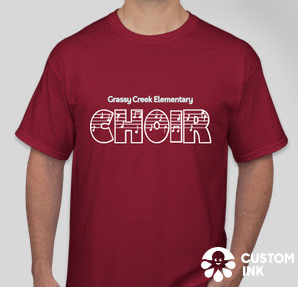 Grassy Creek Elementary
CHOIR
CUSTOM
INK